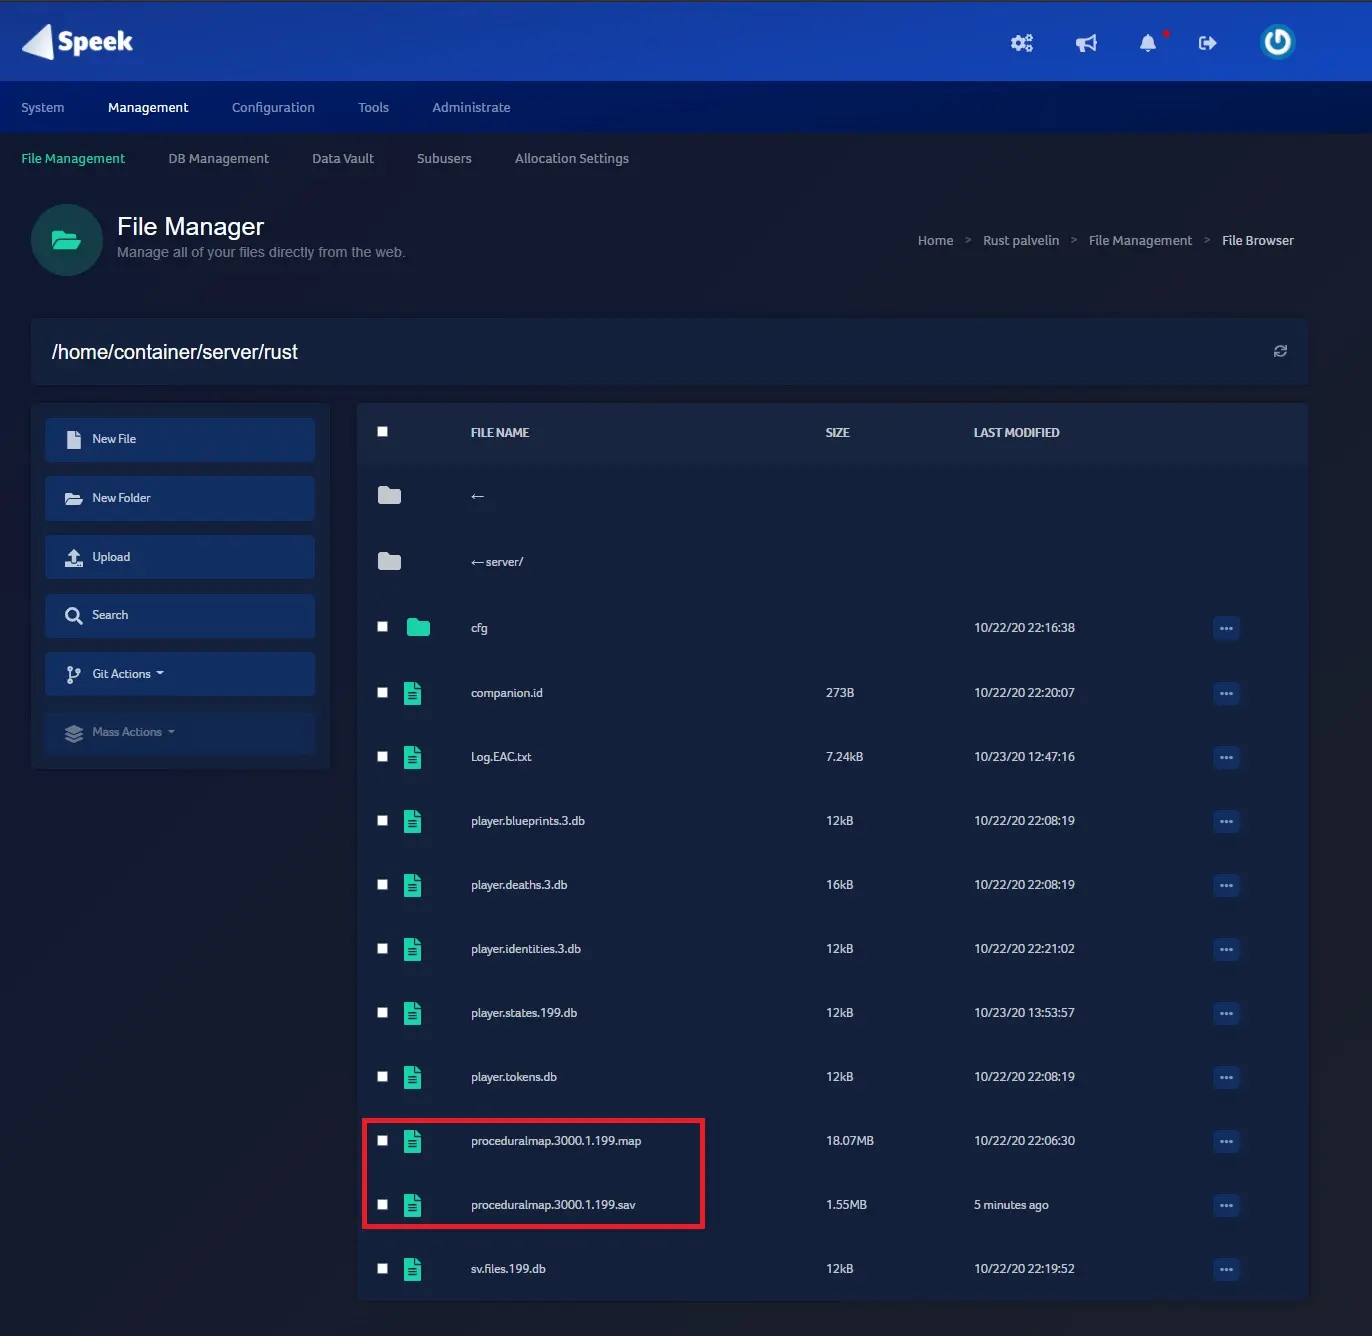 Speek
System Management Configuration Tools Administrate
File Management DB Management Data Vault Subusers Allocation Settings
File Manager
Manage all of your files directly from the web.
Home > Rust palvelin > File Management > File Browser
/home/container/server/rust
New File
New Folder
Upload
Search
Git Actions
Mass Actions
FILE NAME SIZE LAST MODIFIED
←
←server/
cfg 10/22/20 22:16:38
companion.id 273B 10/22/20 22:20:07
Log.EAC.txt 7.24kB 10/23/20 12:47:16
player.blueprints.3.db 12kB 10/22/20 22:08:19
player.deaths.3.db 16kB 10/22/20 22:08:19
player.identities.3.db 12kB 10/22/20 22:21:02
player.states.199.db 12kB 10/23/20 13:53:57
player.tokens.db 12kB 10/22/20 22:08:19
proceduralmap.3000.1.199.map 18.07MB 10/22/20 22:06:30
proceduralmap.3000.1.199.sav 1.55MB 5 minutes ago
sv.files.199.db 12kB 10/22/20 22:19:52